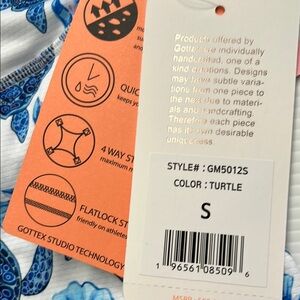 QUIC
keeps yo
4 WAY ST
maximum m
FLATLOCK ST
friendly on athlete
GOTTEX STUDIO TECHNOLOGY
Products offered by
Gottex are individually
handcrafted, one of a
kind creations. Designs
may have subtle varia-
tions from one piece to
the next due to materi-
als and handcrafting.
Therefore each piece
has its own desirable
uniqueness.
STYLE# : GM5012S
COLOR : TURTLE
S
1 96561 08509 6
MSRP